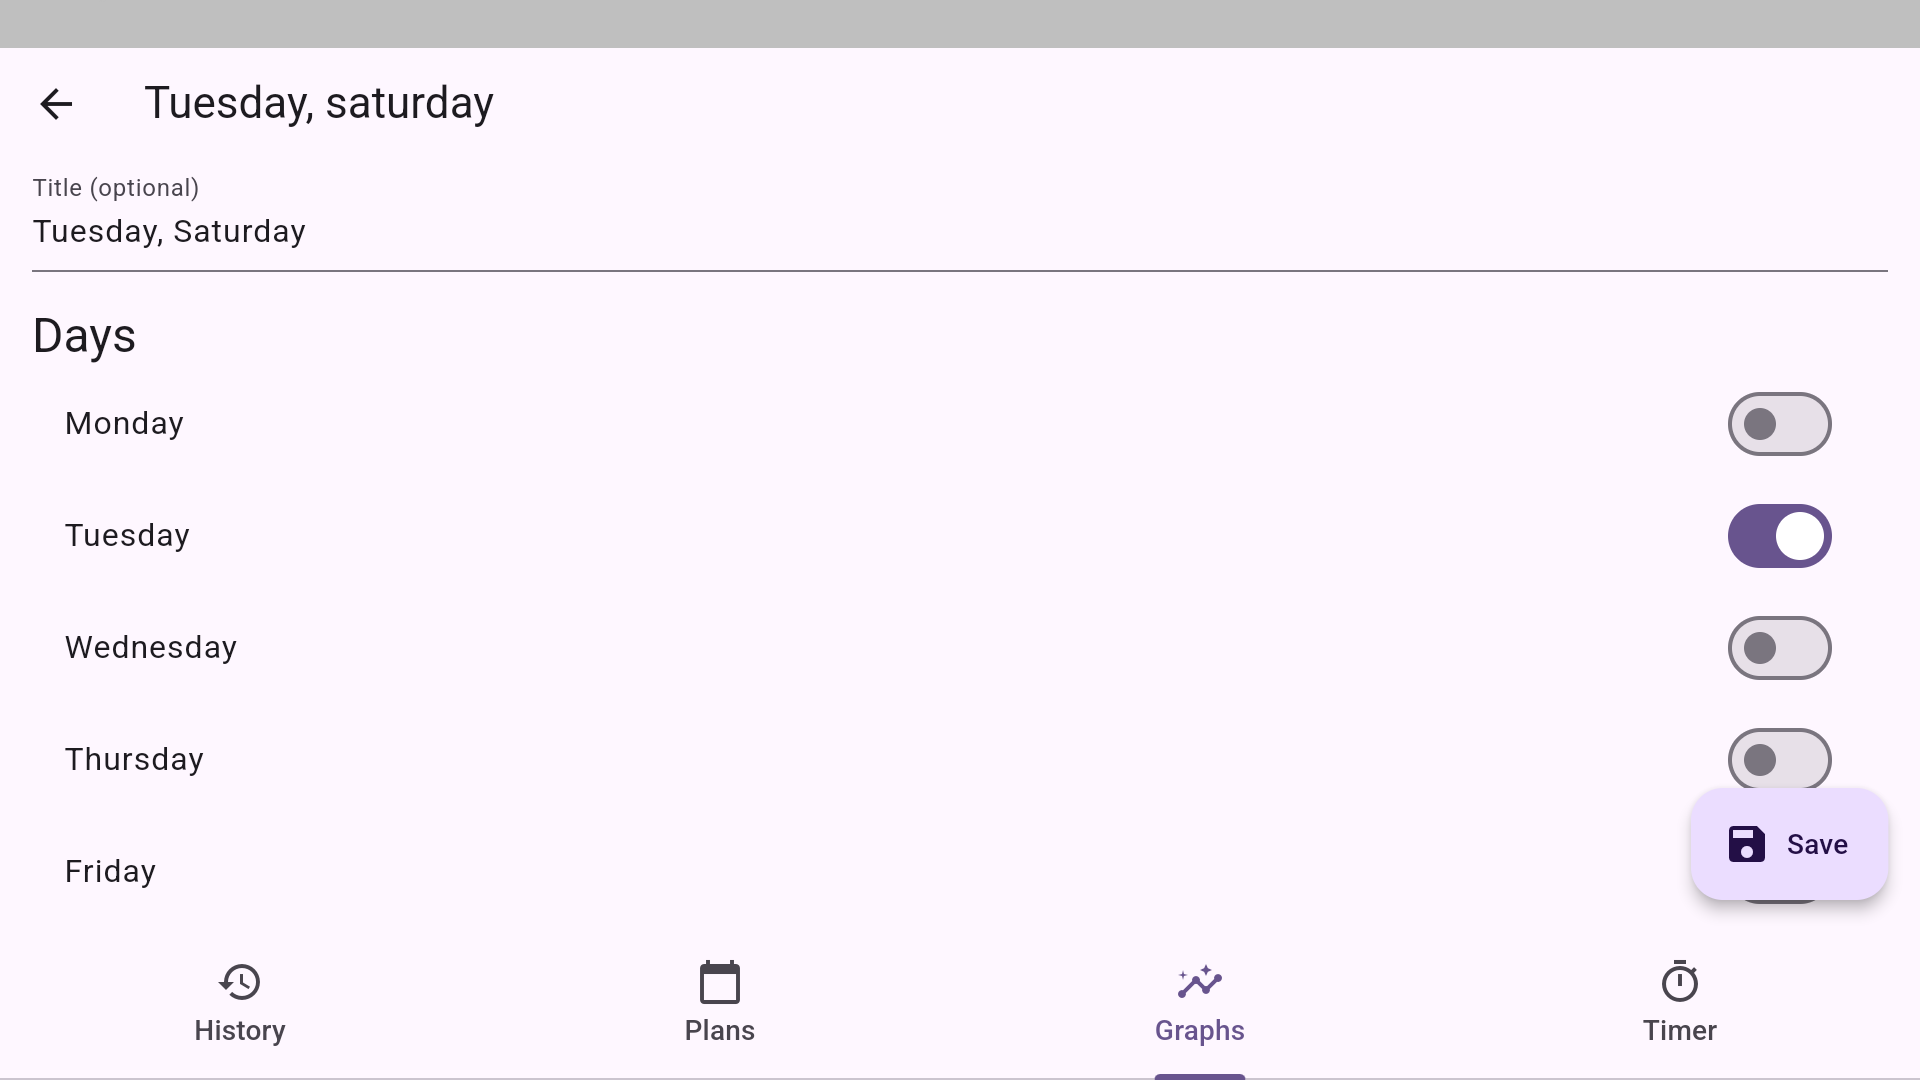 Tuesday, saturday
Title (optional)
Tuesday, Saturday
Days
Monday
Tuesday
Wednesday
Thursday
Friday
Save
History
Plans
Graphs
Timer